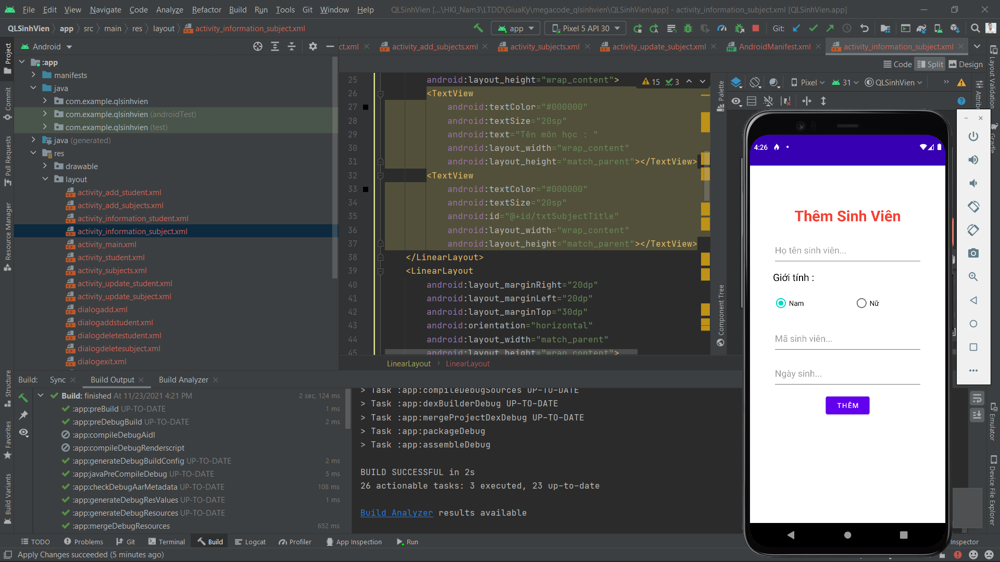 File Edit View Navigate Code Analyze Refactor Build Run Tools Git Window Help QLSinhVien [...\HKI_Nam3\LTDD\GiuaKy\megacode_qlsinhvien\QLSinhVien\app] - activity_information_subject.xml [QLSinhVien.app]
QLSinhVien app src main res layout activity_information_subject.xml app Pixel 5 API 30 Git:
Project
Android
ct.xml activity_add_subjects.xml activity_subjects.xml activity_update_subject.xml AndroidManifest.xml activity_information_subject.xml
Code Split Design
:app
manifests
java
com.example.qlsinhvien
com.example.qlsinhvien (androidTest)
com.example.qlsinhvien (test)
java (generated)
res
drawable
layout
activity_add_student.xml
activity_add_subjects.xml
activity_information_student.xml
activity_information_subject.xml
activity_main.xml
activity_student.xml
activity_subjects.xml
activity_update_student.xml
activity_update_subject.xml
dialogadd.xml
dialogaddstudent.xml
dialogdeletestudent.xml
dialogdeletesubject.xml
dialogexit.xml
Commit
Pull Requests
Resource Manager
Structure
Favorites
Build Variants
15 3
25 android:layout_height="wrap_content">
26 <TextView
27 android:textColor="#000000"
28 android:textSize="20sp"
29 android:text="Tên môn học : "
30 android:layout_width="wrap_content"
31 android:layout_height="match_parent"></TextView>
32 <TextView
33 android:textColor="#000000"
34 android:textSize="20sp"
35 android:id="@+id/txtSubjectTitle"
36 android:layout_width="wrap_content"
37 android:layout_height="match_parent"></TextView>
38 </LinearLayout>
39 <LinearLayout
40 android:layout_marginRight="20dp"
41 android:layout_marginLeft="20dp"
42 android:layout_marginTop="30dp"
43 android:orientation="horizontal"
44 android:layout_width="match_parent"
45 android:layout_height="wrap_content">
LinearLayout LinearLayout
Palette
Component Tree
Pixel 31 QLSinhVien
Layout Validation
Attrib
Gradle
Emulator
Device File Explorer
4:26
Thêm Sinh Viên
Họ tên sinh viên...
Giới tính :
Nam Nữ
Mã sinh viên...
Ngày sinh...
THÊM
Build: Sync Build Output Build Analyzer
Build: finished At 11/23/2021 4:21 PM 2 sec, 124 ms
:app:preBuild UP-TO-DATE 1 ms
:app:preDebugBuild UP-TO-DATE 2 ms
:app:compileDebugAidl
:app:compileDebugRenderscript
:app:generateDebugBuildConfig UP-TO-DATE 2 ms
:app:javaPreCompileDebug UP-TO-DATE 5 ms
:app:checkDebugAarMetadata UP-TO-DATE 108 ms
:app:generateDebugResValues UP-TO-DATE 1 ms
:app:generateDebugResources UP-TO-DATE
:app:mergeDebugResources 652 ms
> Task :app:compileDebugSources UP-TO-DATE
> Task :app:dexBuilderDebug UP-TO-DATE
> Task :app:mergeProjectDexDebug UP-TO-DATE
> Task :app:packageDebug
> Task :app:assembleDebug
BUILD SUCCESSFUL in 2s
26 actionable tasks: 3 executed, 23 up-to-date
Build Analyzer results available
TODO Problems Git Terminal Build Logcat Profiler App Inspection Run Inspector
Apply Changes succeeded (5 minutes ago)